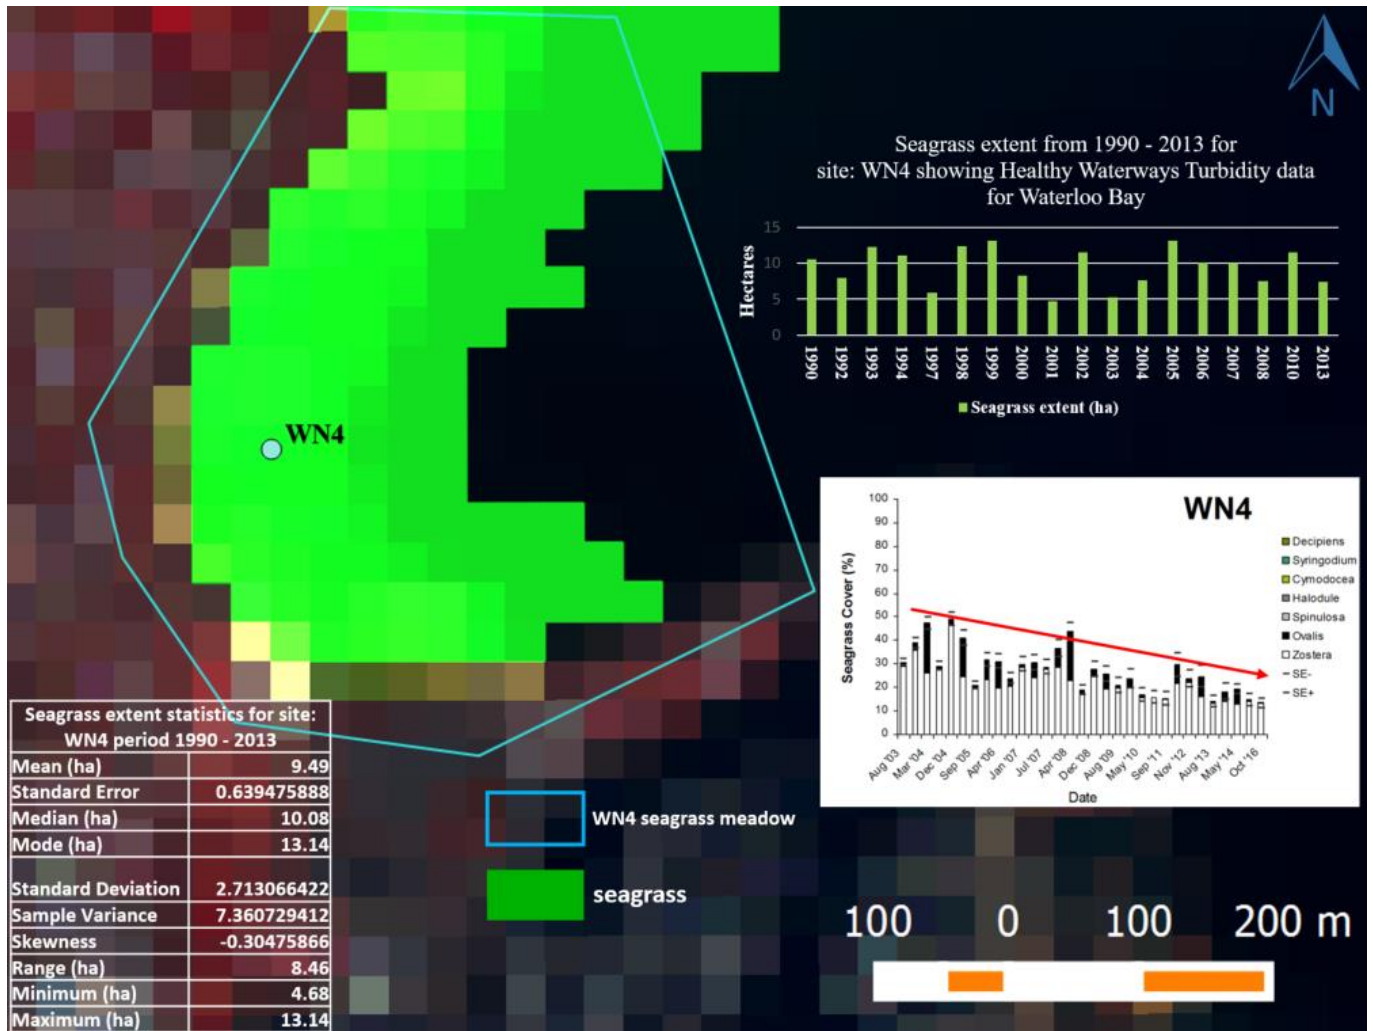 N
Seagrass extent from 1990 - 2013 for
site: WN4 showing Healthy Waterways Turbidity data
for Waterloo Bay
Hectares
15
10
5
0
1990
1992
1993
1994
1997
1998
1999
2000
2001
2002
2003
2004
2005
2006
2007
2008
2010
2013
Seagrass extent (ha)
WN4
WN4
Seagrass Cover (%)
100
90
80
70
60
50
40
30
20
10
0
Aug '03
Mar '04
Dec '04
Sep '05
Apr '06
Jan '07
Jul '07
Apr '08
Dec '08
Aug '09
May '10
Sep '11
Nov '12
Aug '13
May '14
Oct '16
Date
Decipiens
Syringodium
Cymodocea
Halodule
Spinulosa
Ovalis
Zostera
SE-
SE+
Seagrass extent statistics for site:
WN4 period 1990 - 2013
Mean (ha) 9.49
Standard Error 0.639475888
Median (ha) 10.08
Mode (ha) 13.14
Standard Deviation 2.713066422
Sample Variance 7.360729412
Skewness -0.30475866
Range (ha) 8.46
Minimum (ha) 4.68
Maximum (ha) 13.14
WN4 seagrass meadow
seagrass
100 0 100 200 m